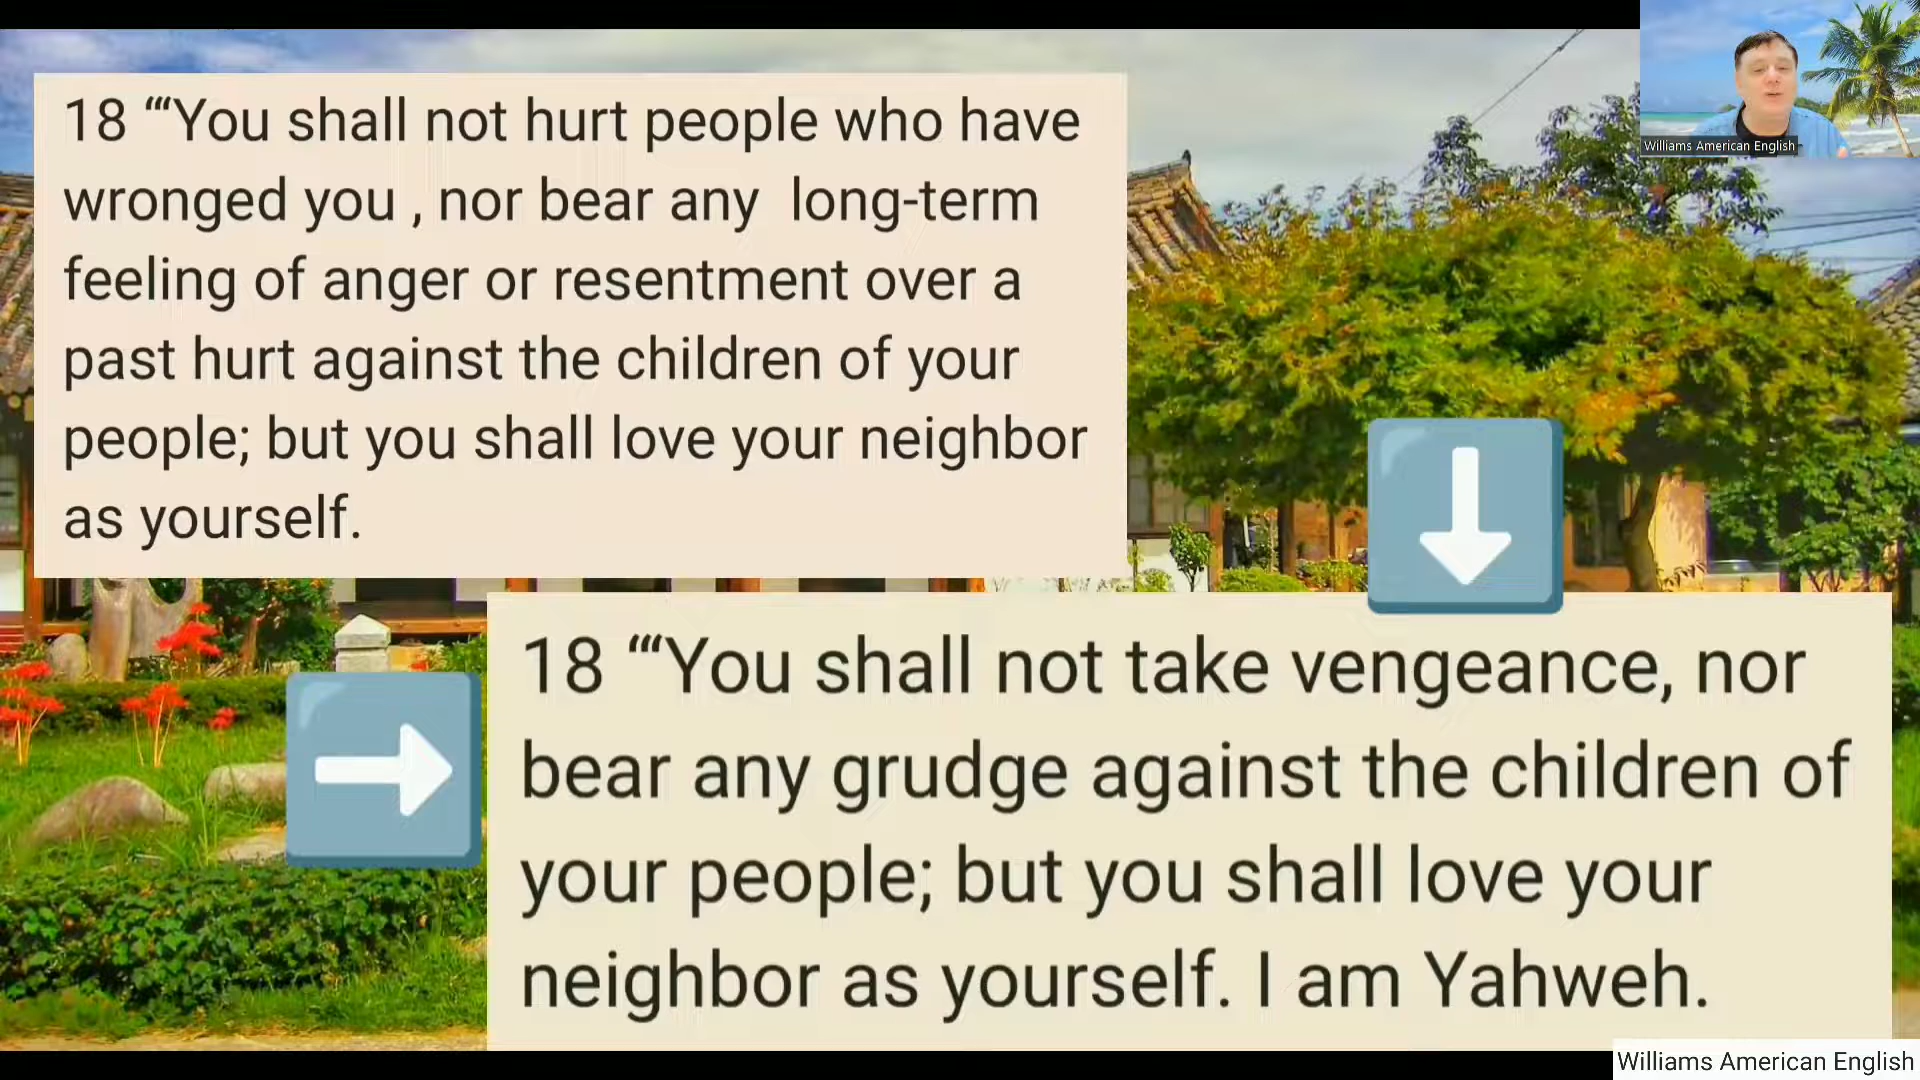 Williams American English
18 “‘You shall not hurt people who have
wronged you , nor bear any  long-term
feeling of anger or resentment over a
past hurt against the children of your
people; but you shall love your neighbor
as yourself.
18 “‘You shall not take vengeance, nor
bear any grudge against the children of
your people; but you shall love your
neighbor as yourself. I am Yahweh.
Williams American English